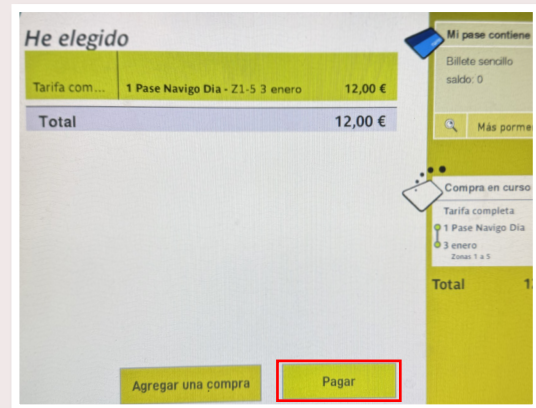 He elegido
Tarifa com... 1 Pase Navigo Dia - Z1-5 3 enero 12,00 €
Total 12,00 €
Agregar una compra
Pagar
Mi pase contiene
Billete sencillo
saldo: 0
Más
Compra en curso
Tarifa completa
1 Pase Navigo Día
3 enero
Zonas 1 a 5
Total